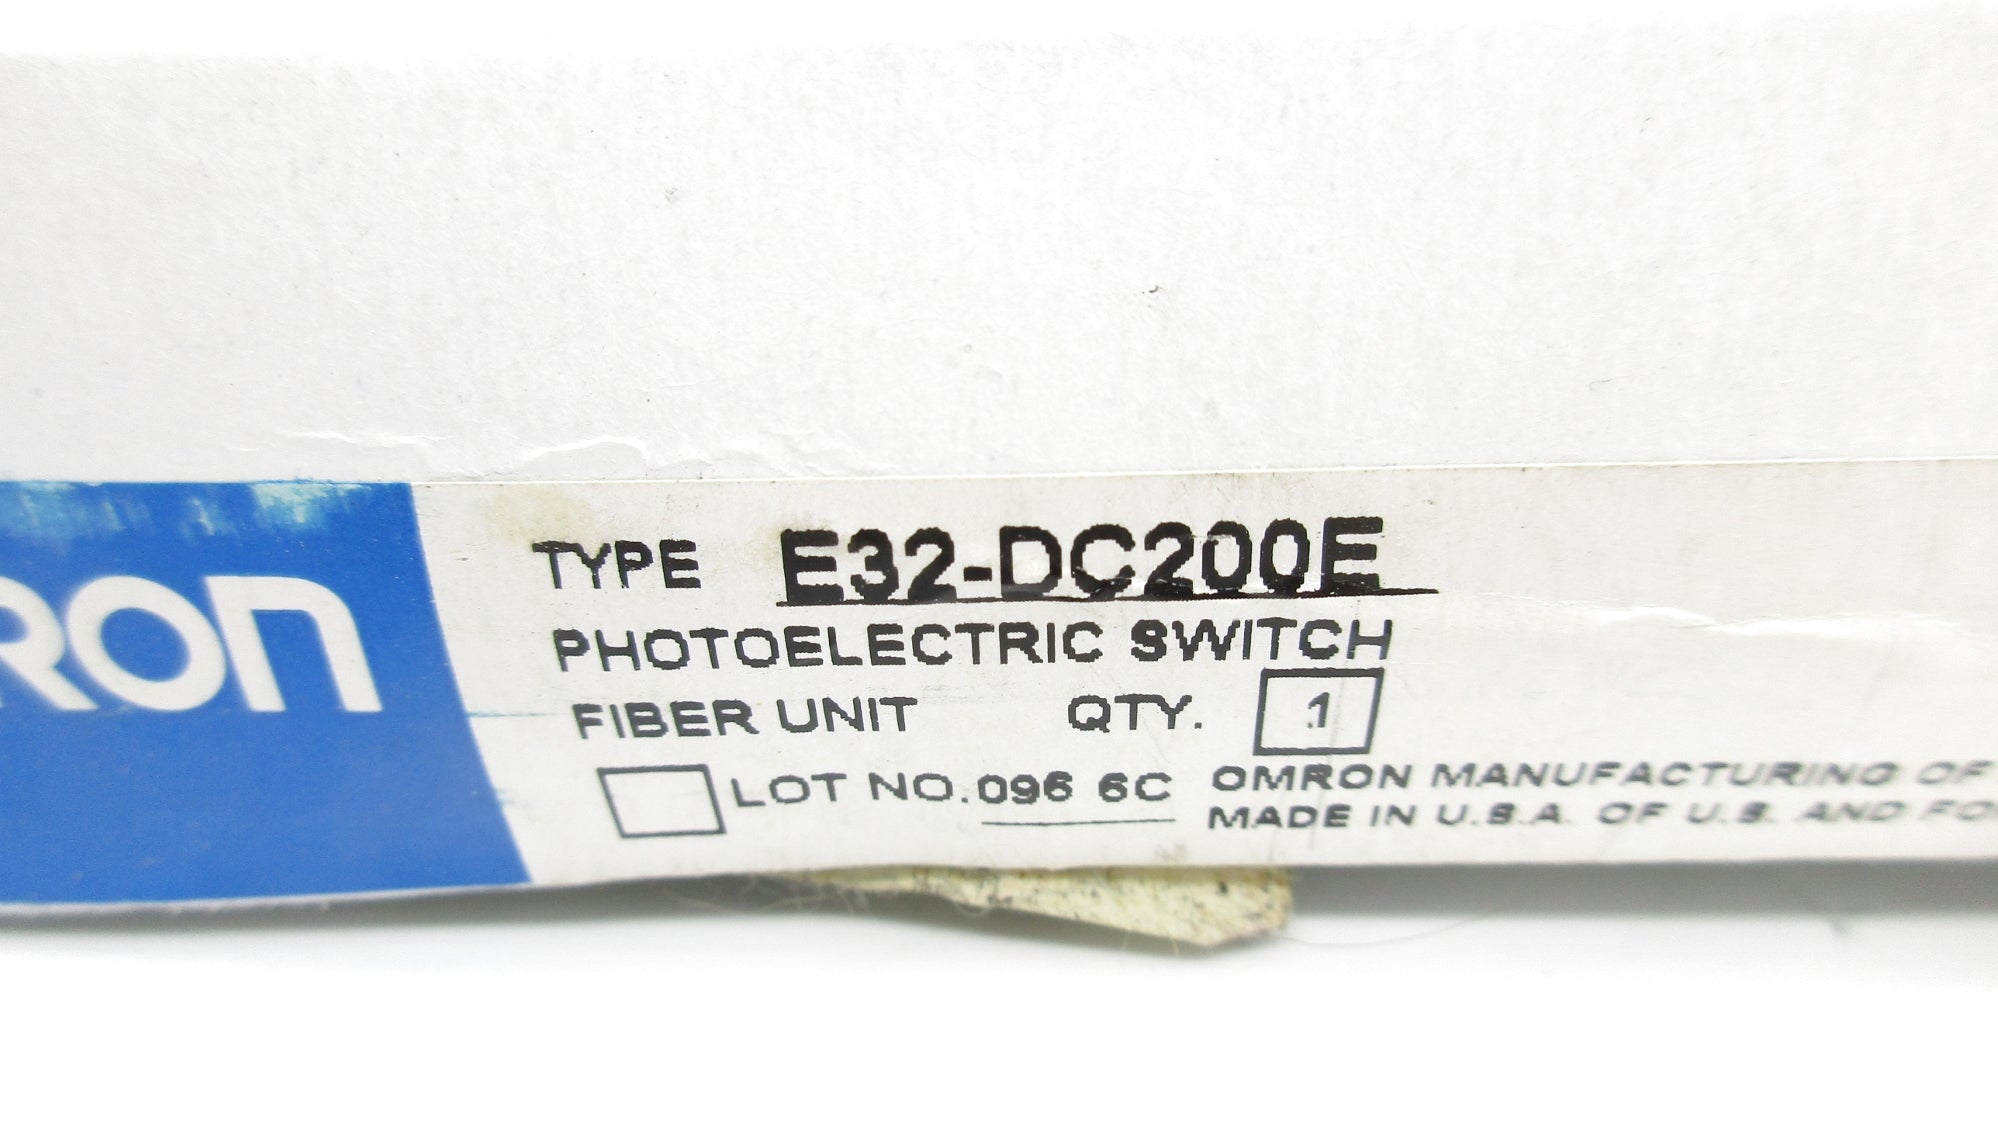 RON
TYPE E32-DC200E
PHOTOELECTRIC SWITCH
FIBER UNIT QTY. 1
LOT NO. 096 6C
OMRON MANUFACTURING OF
MADE IN U.S.A. OF U.S. AND FO